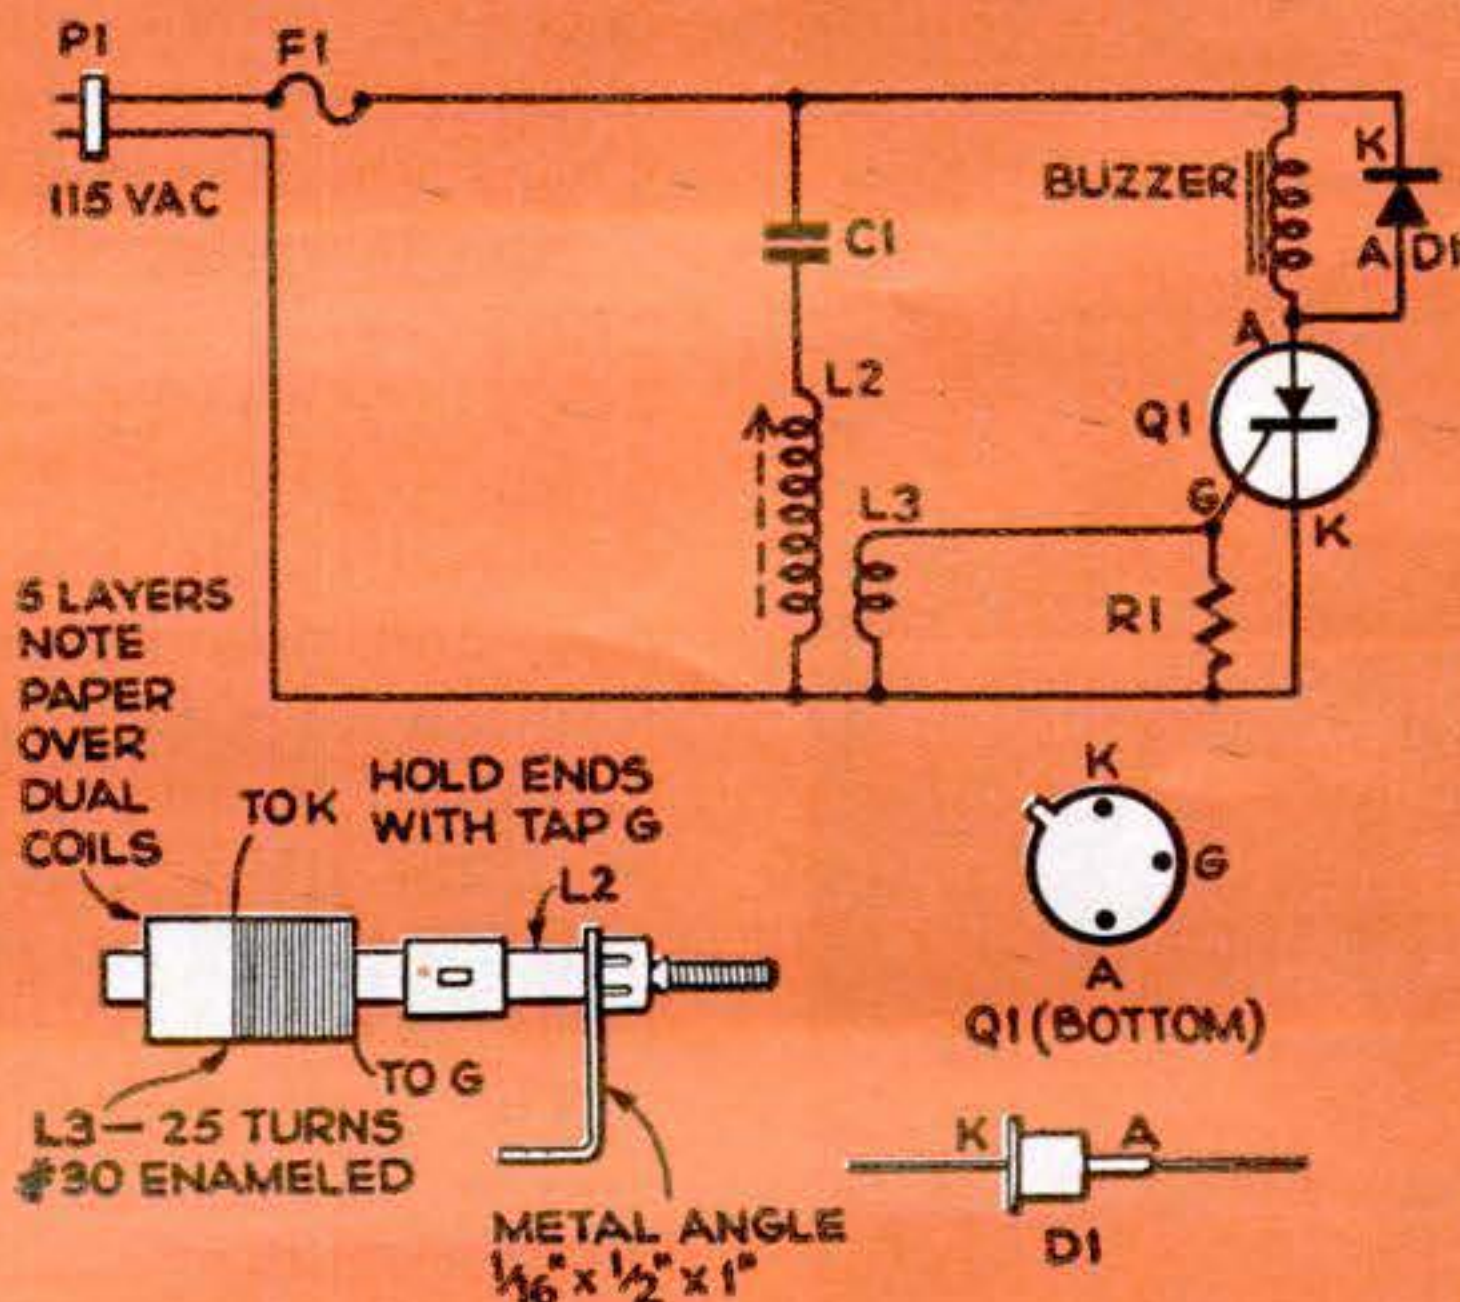 P1
F1
115 VAC
C1
BUZZER
K
A
D1
L2
A
Q1
G
K
L3
R1
5 LAYERS
NOTE
PAPER
OVER
DUAL
COILS
TO K
HOLD ENDS
WITH TAP G
L2
TO G
L3—25 TURNS
#30 ENAMELED
METAL ANGLE
1/16" x 1/2" x 1"
K
G
A
Q1 (BOTTOM)
K
A
D1